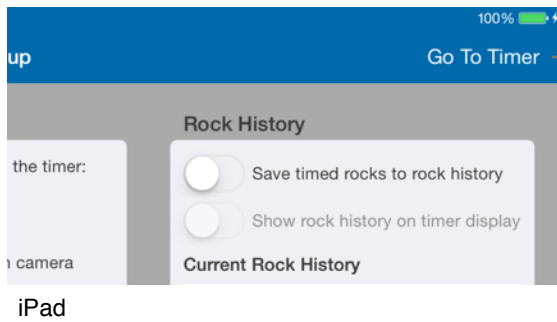 100%
up
Go To Timer
Rock History
the timer:
Save timed rocks to rock history
Show rock history on timer display
camera
Current Rock History
iPad